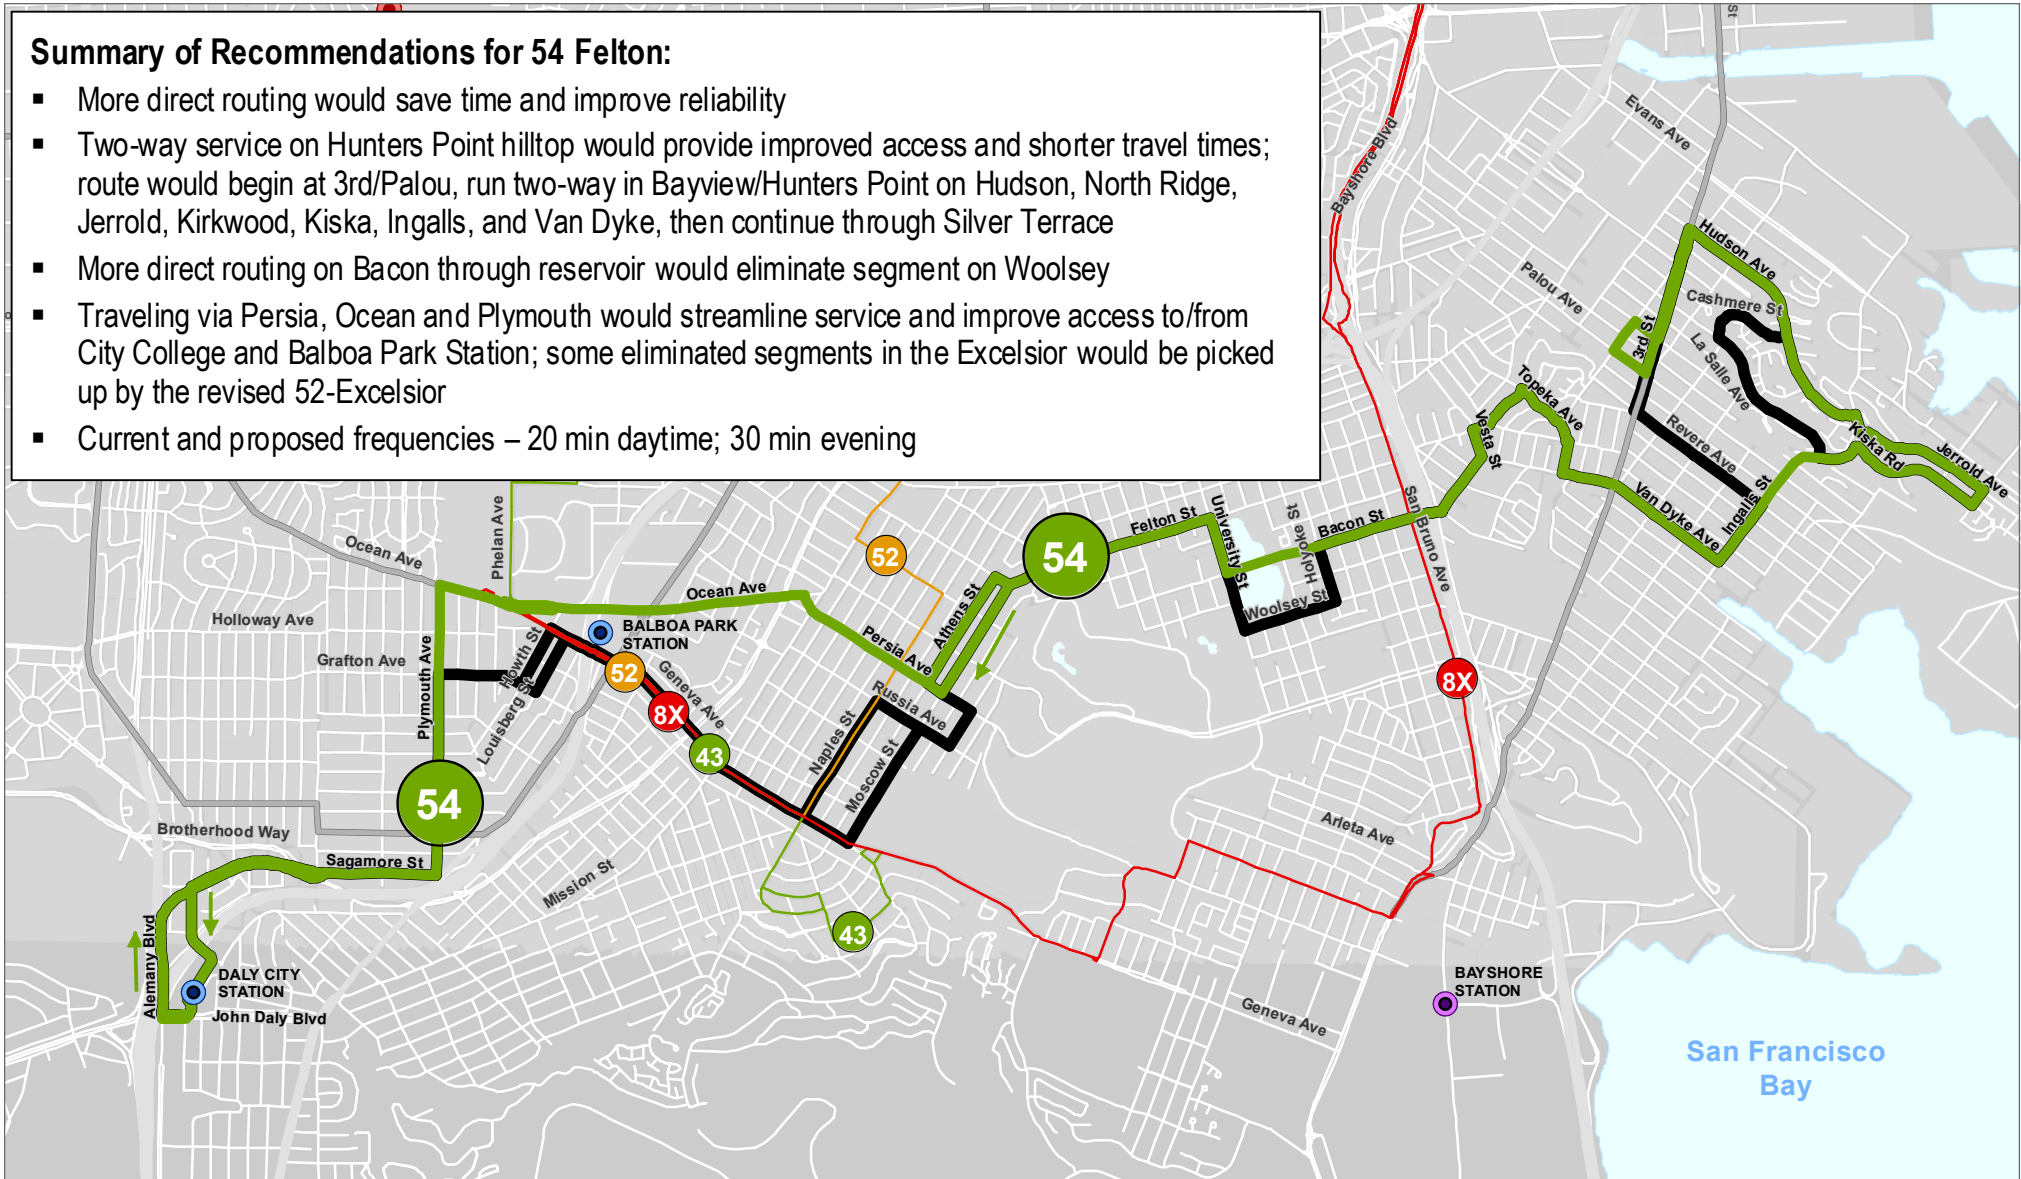 Summary of Recommendations for 54 Felton:
▪ More direct routing would save time and improve reliability
▪ Two-way service on Hunters Point hilltop would provide improved access and shorter travel times;
route would begin at 3rd/Palou, run two-way in Bayview/Hunters Point on Hudson, North Ridge,
Jerrold, Kirkwood, Kiska, Ingalls, and Van Dyke, then continue through Silver Terrace
▪ More direct routing on Bacon through reservoir would eliminate segment on Woolsey
▪ Traveling via Persia, Ocean and Plymouth would streamline service and improve access to/from
City College and Balboa Park Station; some eliminated segments in the Excelsior would be picked
up by the revised 52-Excelsior
▪ Current and proposed frequencies – 20 min daytime; 30 min evening
St
Evans Ave
Bayshore Blvd
Hudson Ave
Palou Ave
Cashmere St
3rd St
La Salle Ave
Topeka Ave
Vesta St
Revere Ave
Kiska Rd
Jerrold Ave
Van Dyke Ave
Ingalls St
San Bruno Ave
Bacon St
Holyoke St
University St
Woolsey St
Felton St
54
52
Athens St
Persia Ave
Ocean Ave
Phelan Ave
Ocean Ave
Holloway Ave
Grafton Ave
Plymouth Ave
Howth St
Louisberg St
BALBOA PARK
STATION
52
Geneva Ave
8X
43
Russia Ave
Naples St
Moscow St
8X
54
Brotherhood Way
Sagamore St
Mission St
Arleta Ave
43
Alemany Blvd
DALY CITY
STATION
John Daly Blvd
BAYSHORE
STATION
Geneva Ave
San Francisco
Bay